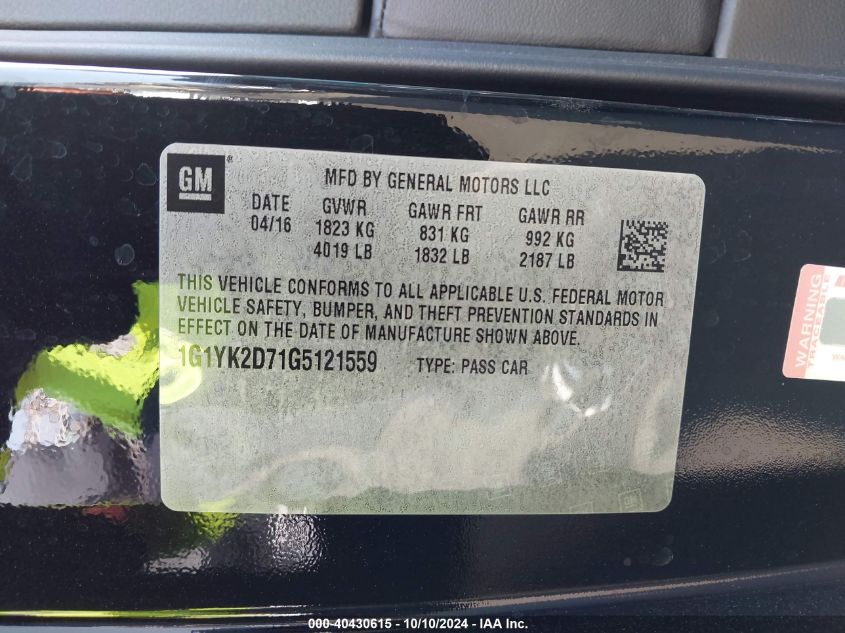 GM
MFD BY GENERAL MOTORS LLC
DATE GVWR GAWR FRT GAWR RR
04/16 1823 KG 831 KG 992 KG
4019 LB 1832 LB 2187 LB
THIS VEHICLE CONFORMS TO ALL APPLICABLE U.S. FEDERAL MOTOR
VEHICLE SAFETY, BUMPER, AND THEFT PREVENTION STANDARDS IN
EFFECT ON THE DATE OF MANUFACTURE SHOWN ABOVE.
1G1YK2D71G5121559 TYPE: PASS CAR
WARNING
000-40430615 - 10/10/2024 - IAA Inc.